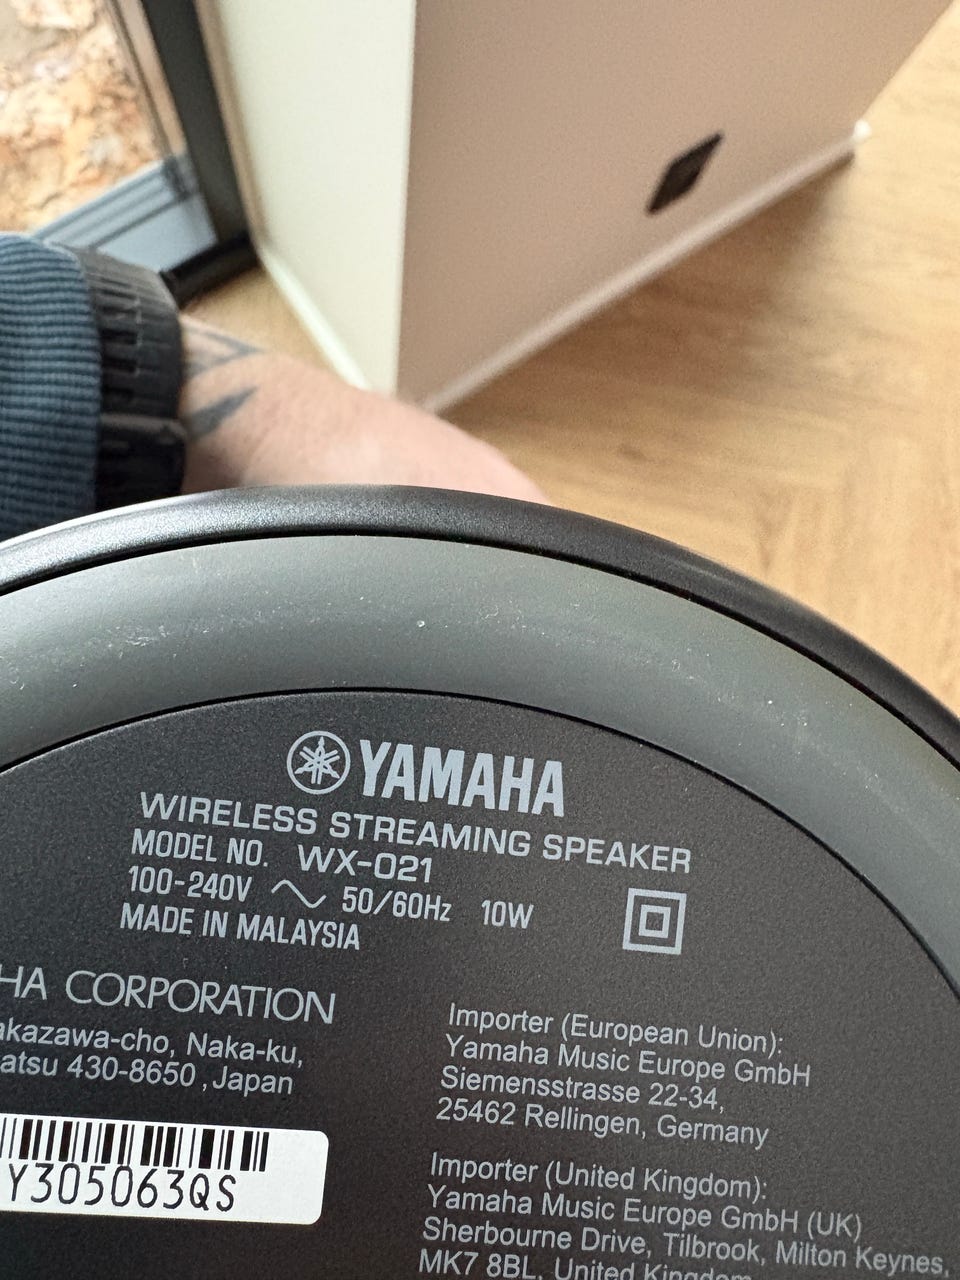 YAMAHA
WIRELESS STREAMING SPEAKER
MODEL NO. WX-021
100-240V 50/60Hz 10W
MADE IN MALAYSIA
HA CORPORATION
akazawa-cho, Naka-ku,
atsu 430-8650 , Japan
Y305063QS
Importer (European Union):
Yamaha Music Europe GmbH
Siemensstrasse 22-34,
25462 Rellingen, Germany
Importer (United Kingdom):
Yamaha Music Europe GmbH (UK)
Sherbourne Drive, Tilbrook, Milton Keynes,
MK7 8BL, United Kingdom